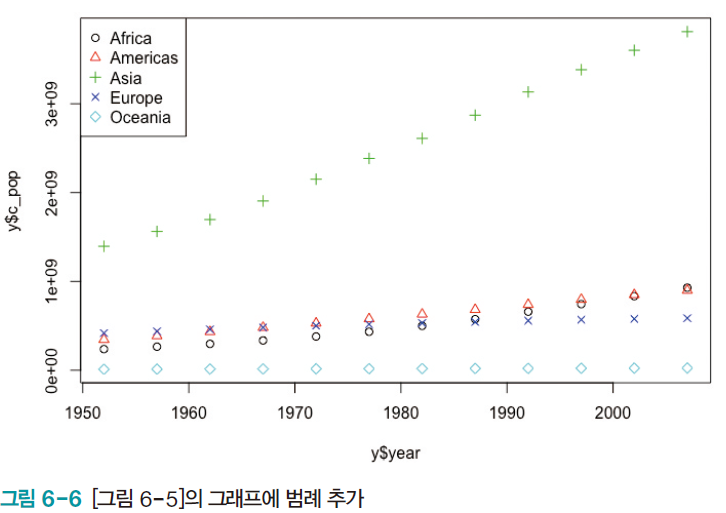 Africa
Americas
Asia
Europe
Oceania
y$c_pop
3e+09
2e+09
1e+09
0e+00
1950 1960 1970 1980 1990 2000
y$year
그림 6-6 [그림 6-5]의 그래프에 범례 추가